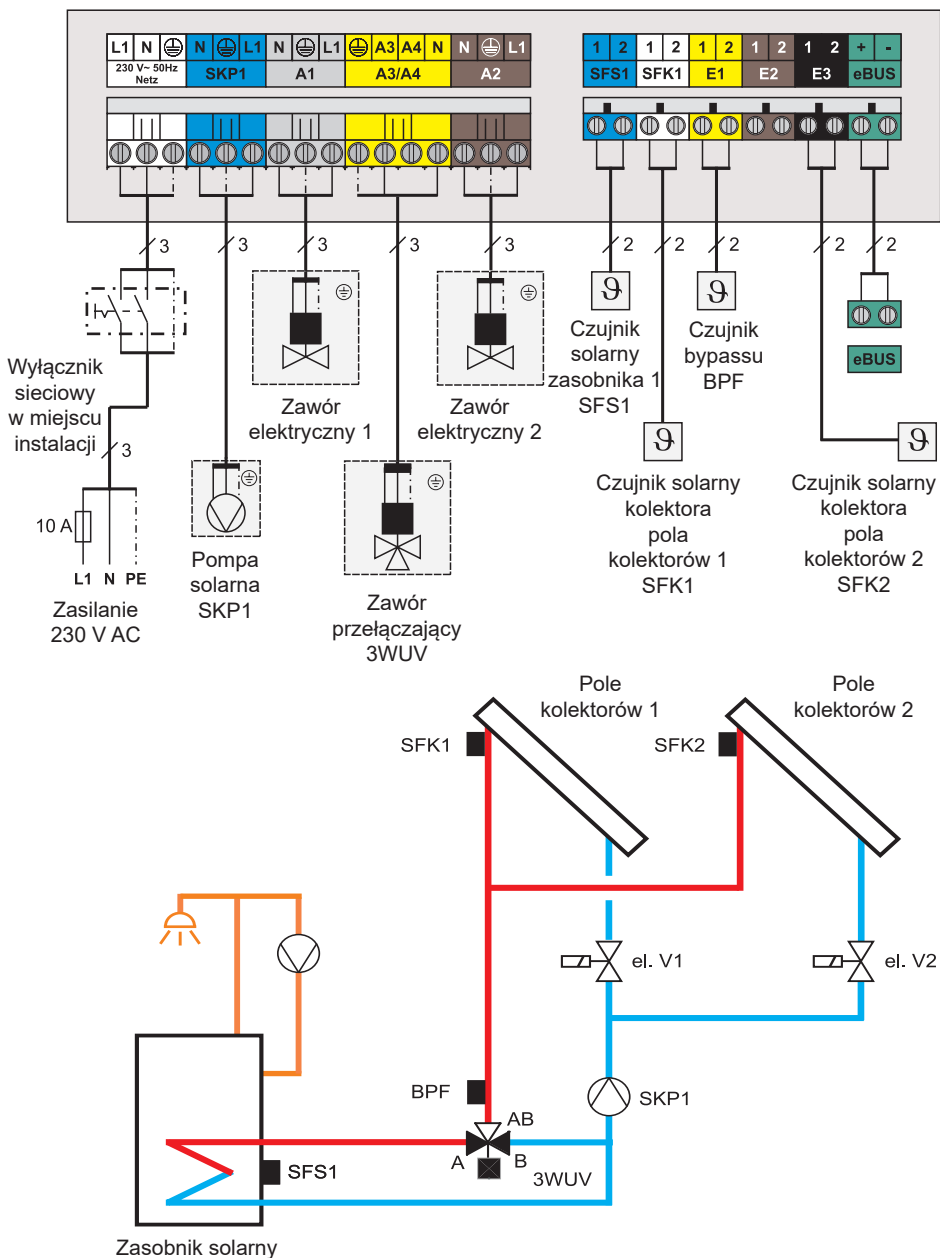 L1 N N L1 N L1 A3 A4 N N L1
230 V~ 50Hz
Netz
SKP1 A1 A3/A4 A2
1 2 1 2 1 2 1 2 1 2 + -
SFS1 SFK1 E1 E2 E3 eBUS
3 3 3 3 3 2 2 2 2 2
Wyłącznik
sieciowy
w miejscu
instalacji
3
10 A
L1 N PE
Zasilanie
230 V AC
Pompa
solarna
SKP1
Zawór
elektryczny 1
Zawór
przełączający
3WUV
Zawór
elektryczny 2
ϑ
Czujnik
solarny
zasobnika 1
SFS1
ϑ
Czujnik
bypassu
BPF
eBUS
ϑ
Czujnik solarny
kolektora
pola
kolektorów 1
SFK1
ϑ
Czujnik solarny
kolektora
pola
kolektorów 2
SFK2
Pole
kolektorów 1
Pole
kolektorów 2
SFK1
SFK2
el. V1
el. V2
BPF
SKP1
AB
A
B
3WUV
SFS1
Zasobnik solarny